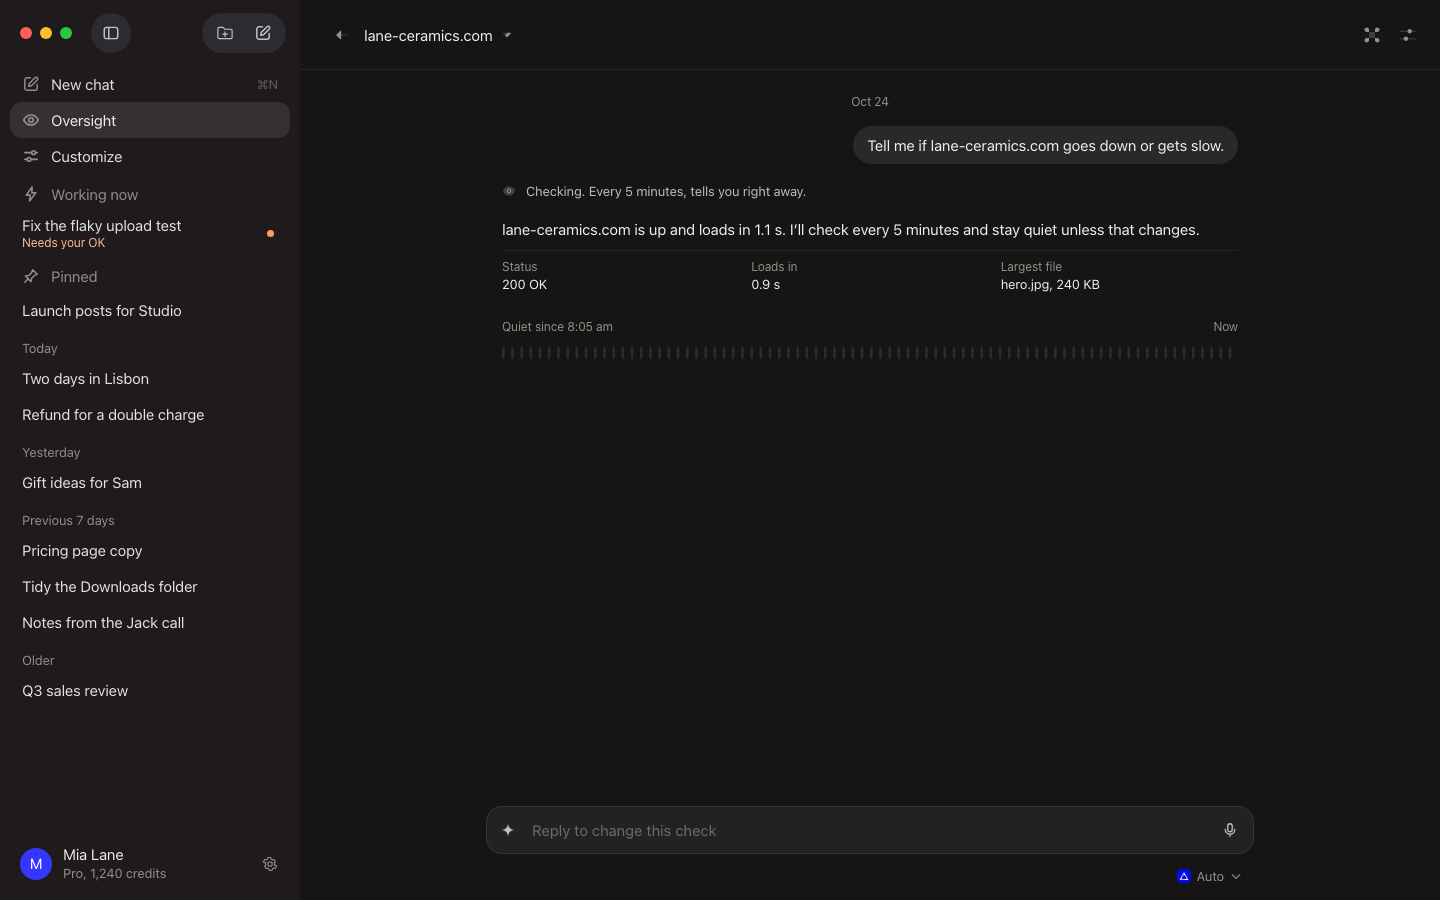 New chat
⌘N
Oversight
Customize
Working now
Fix the flaky upload test
Needs your OK
Pinned
Launch posts for Studio
Today
Two days in Lisbon
Refund for a double charge
Yesterday
Gift ideas for Sam
Previous 7 days
Pricing page copy
Tidy the Downloads folder
Notes from the Jack call
Older
Q3 sales review
M
Mia Lane
Pro, 1,240 credits
lane-ceramics.com
Oct 24
Tell me if lane-ceramics.com goes down or gets slow.
Checking. Every 5 minutes, tells you right away.
lane-ceramics.com is up and loads in 1.1 s. I’ll check every 5 minutes and stay quiet unless that changes.
Status
200 OK
Loads in
0.9 s
Largest file
hero.jpg, 240 KB
Quiet since 8:05 am
Now
Reply to change this check
Auto